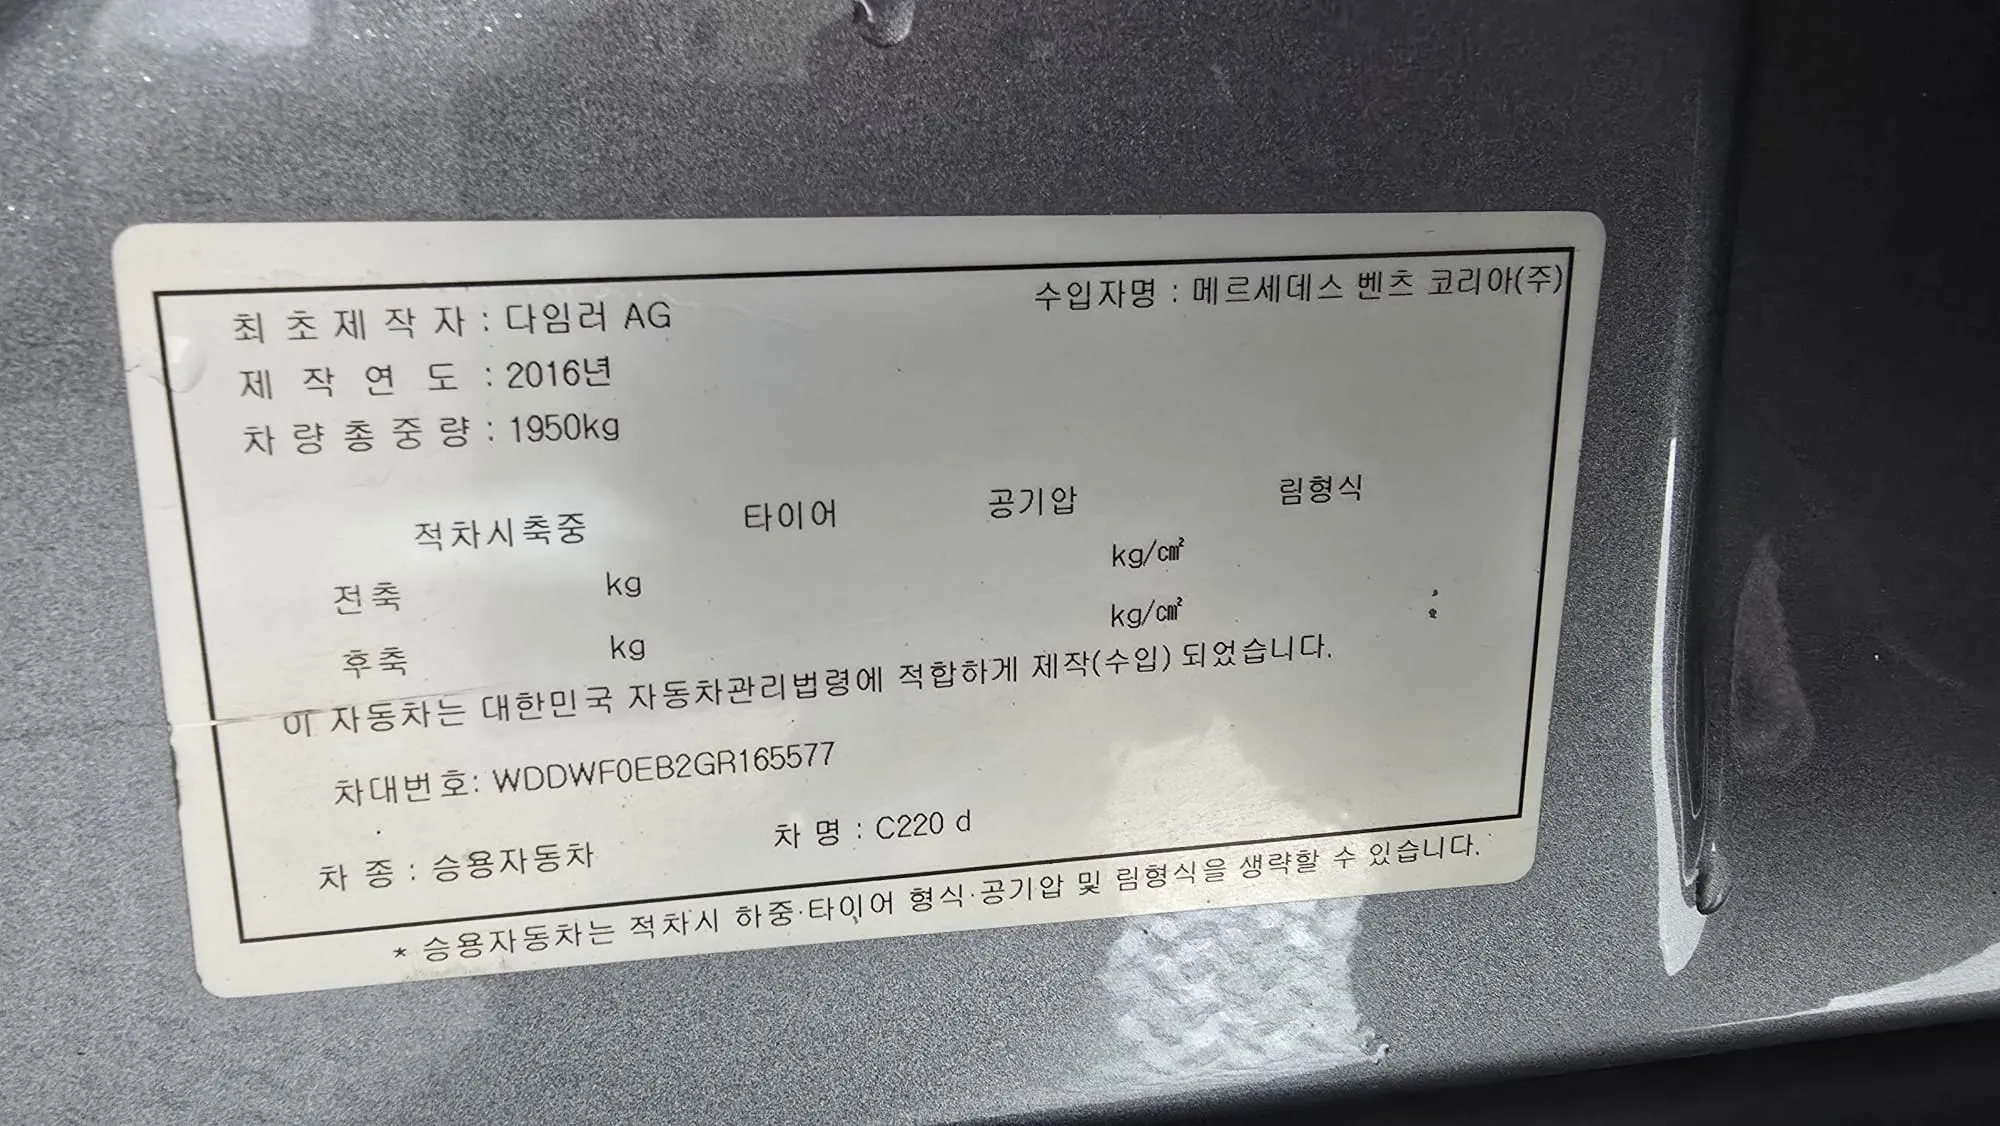 최초제작자 : 다임러 AG 수입자명 : 메르세데스 벤츠 코리아(주)
제작연도 : 2016년
차량총중량 : 1950kg
적차시축중 타이어 공기압 림형식
전축 kg kg/㎠
후축 kg kg/㎠
이 자동차는 대한민국 자동차관리법령에 적합하게 제작(수입) 되었습니다.
차대번호: WDDWF0EB2GR165577
차 종 : 승용자동차 차 명 : C220 d
* 승용자동차는 적차시 하중·타이어 형식·공기압 및 림형식을 생략할 수 있습니다.